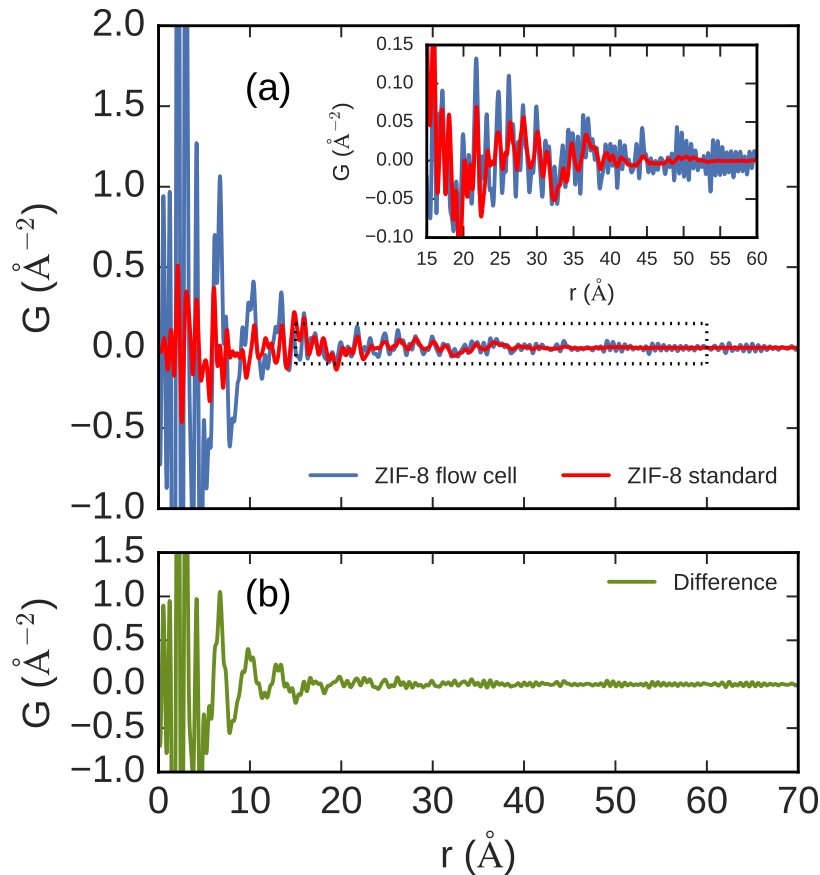 (a)
G (Å⁻²)
2.0
1.5
1.0
0.5
0.0
−0.5
−1.0
G (Å⁻²)
0.15
0.10
0.05
0.00
−0.05
−0.10
15 20 25 30 35 40 45 50 55 60
r (Å)
ZIF-8 flow cell ZIF-8 standard
(b)
Difference
G (Å⁻²)
1.5
1.0
0.5
0.0
−0.5
−1.0
0 10 20 30 40 50 60 70
r (Å)